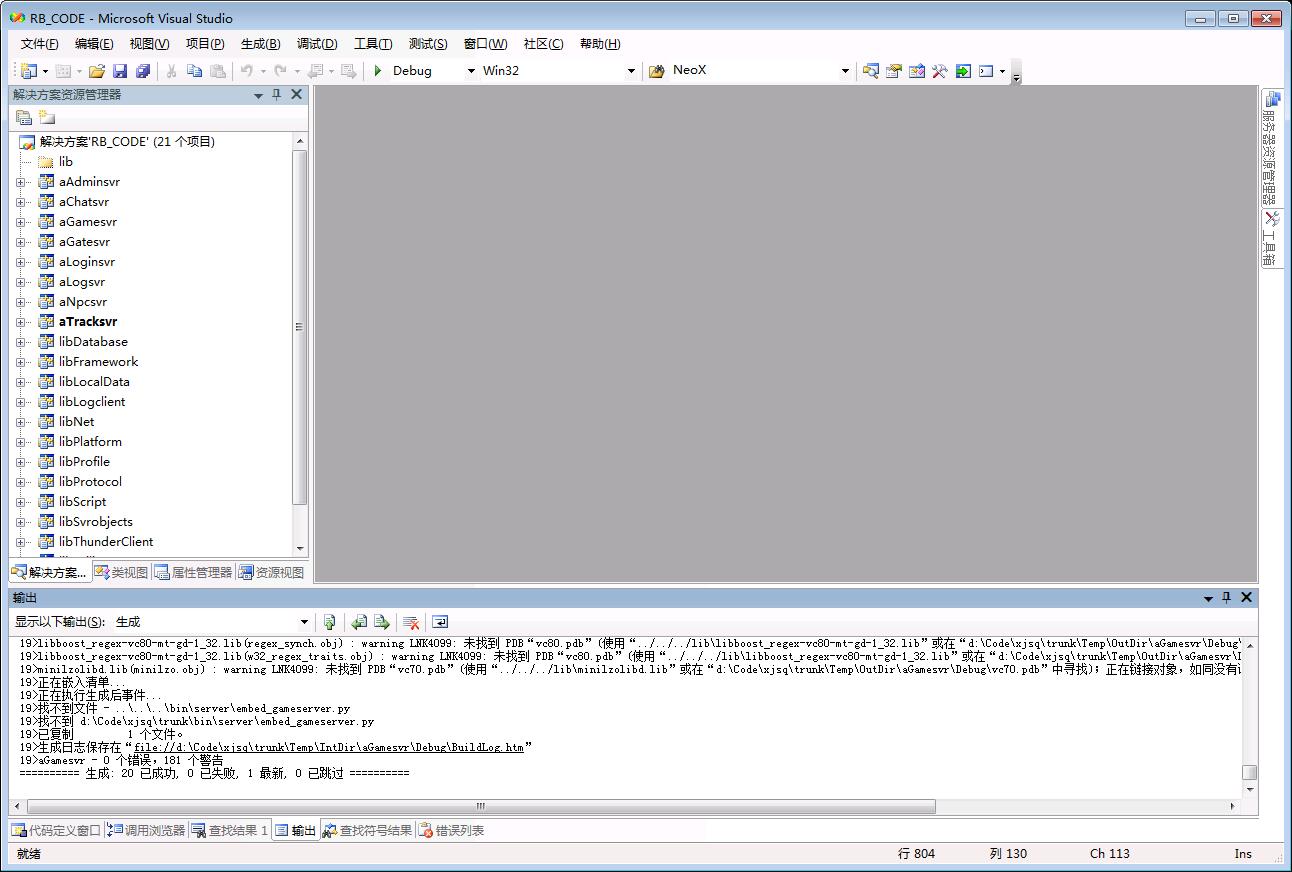 RB_CODE - Microsoft Visual Studio
文件(F) 编辑(E) 视图(V) 项目(P) 生成(B) 调试(D) 工具(T) 测试(S) 窗口(W) 社区(C) 帮助(H)
Debug Win32 NeoX
解决方案资源管理器
解决方案'RB_CODE' (21 个项目)
lib
aAdminsvr
aChatsvr
aGamesvr
aGatesvr
aLoginsvr
aLogsvr
aNpcsvr
aTracksvr
libDatabase
libFramework
libLocalData
libLogclient
libNet
libPlatform
libProfile
libProtocol
libScript
libSvrobjects
libThunderClient
解决方案... 类视图 属性管理器 资源视图
服务器资源管理器
工具箱
输出
显示以下输出(S): 生成
19>libboost_regex-vc80-mt-gd-1_32.lib(regex_synch.obj) : warning LNK4099: 未找到 PDB“vc80.pdb”(使用“../../../lib\libboost_regex-vc80-mt-gd-1_32.lib”或在“d:\Code\xjsq\trunk\Temp\OutDir\aGamesvr\Debug\
19>libboost_regex-vc80-mt-gd-1_32.lib(w32_regex_traits.obj) : warning LNK4099: 未找到 PDB“vc80.pdb”(使用“../../../lib\libboost_regex-vc80-mt-gd-1_32.lib”或在“d:\Code\xjsq\trunk\Temp\OutDir\aGamesvr\
19>minilzolibd.lib(minilzo.obj) : warning LNK4099: 未找到 PDB“vc70.pdb”(使用“../../../lib\minilzolibd.lib”或在“d:\Code\xjsq\trunk\Temp\OutDir\aGamesvr\Debug\vc70.pdb”中寻找)；正在链接对象，如同没有
19>正在嵌入清单...
19>正在执行生成后事件...
19>找不到文件 - ..\..\..\bin\server\embed_gameserver.py
19>找不到 d:\Code\xjsq\trunk\bin\server\embed_gameserver.py
19>已复制         1 个文件。
19>生成日志保存在“file://d:\Code\xjsq\trunk\Temp\IntDir\aGamesvr\Debug\BuildLog.htm”
19>aGamesvr - 0 个错误，181 个警告
========== 生成: 20 已成功, 0 已失败, 1 最新, 0 已跳过 ==========
代码定义窗口 调用浏览器 查找结果 1 输出 查找符号结果 错误列表
就绪 行 804 列 130 Ch 113 Ins